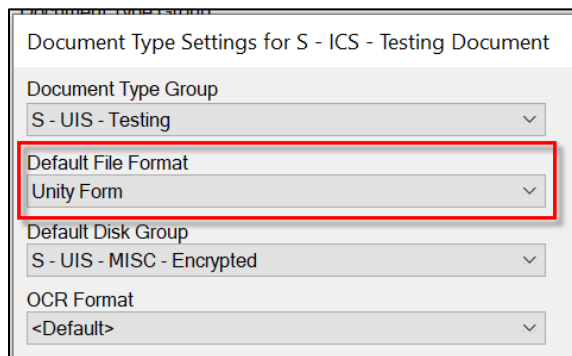 Document Type Settings for S - ICS - Testing Document
Document Type Group
S - UIS - Testing
Default File Format
Unity Form
Default Disk Group
S - UIS - MISC - Encrypted
OCR Format
<Default>